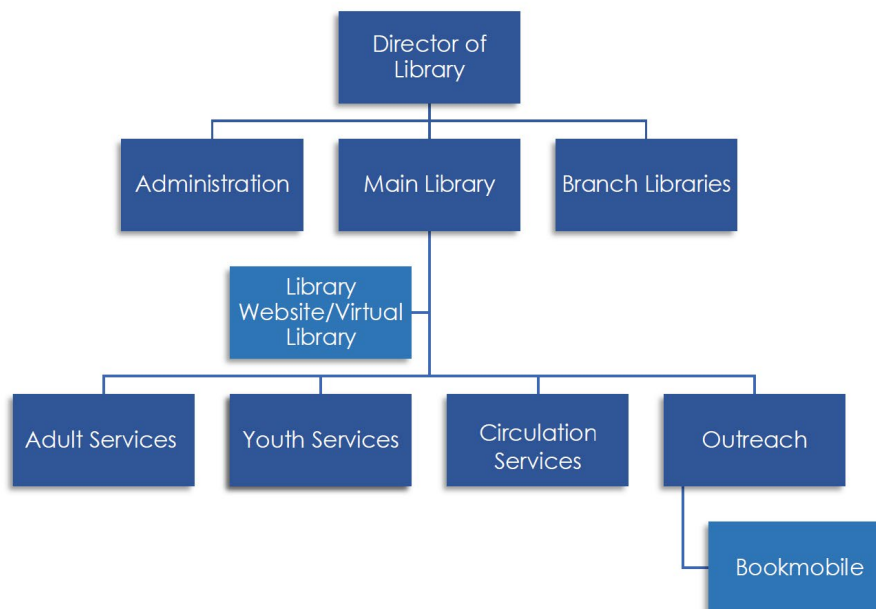 Director of
Library
Administration
Main Library
Branch Libraries
Library
Website/Virtual
Library
Adult Services
Youth Services
Circulation
Services
Outreach
Bookmobile